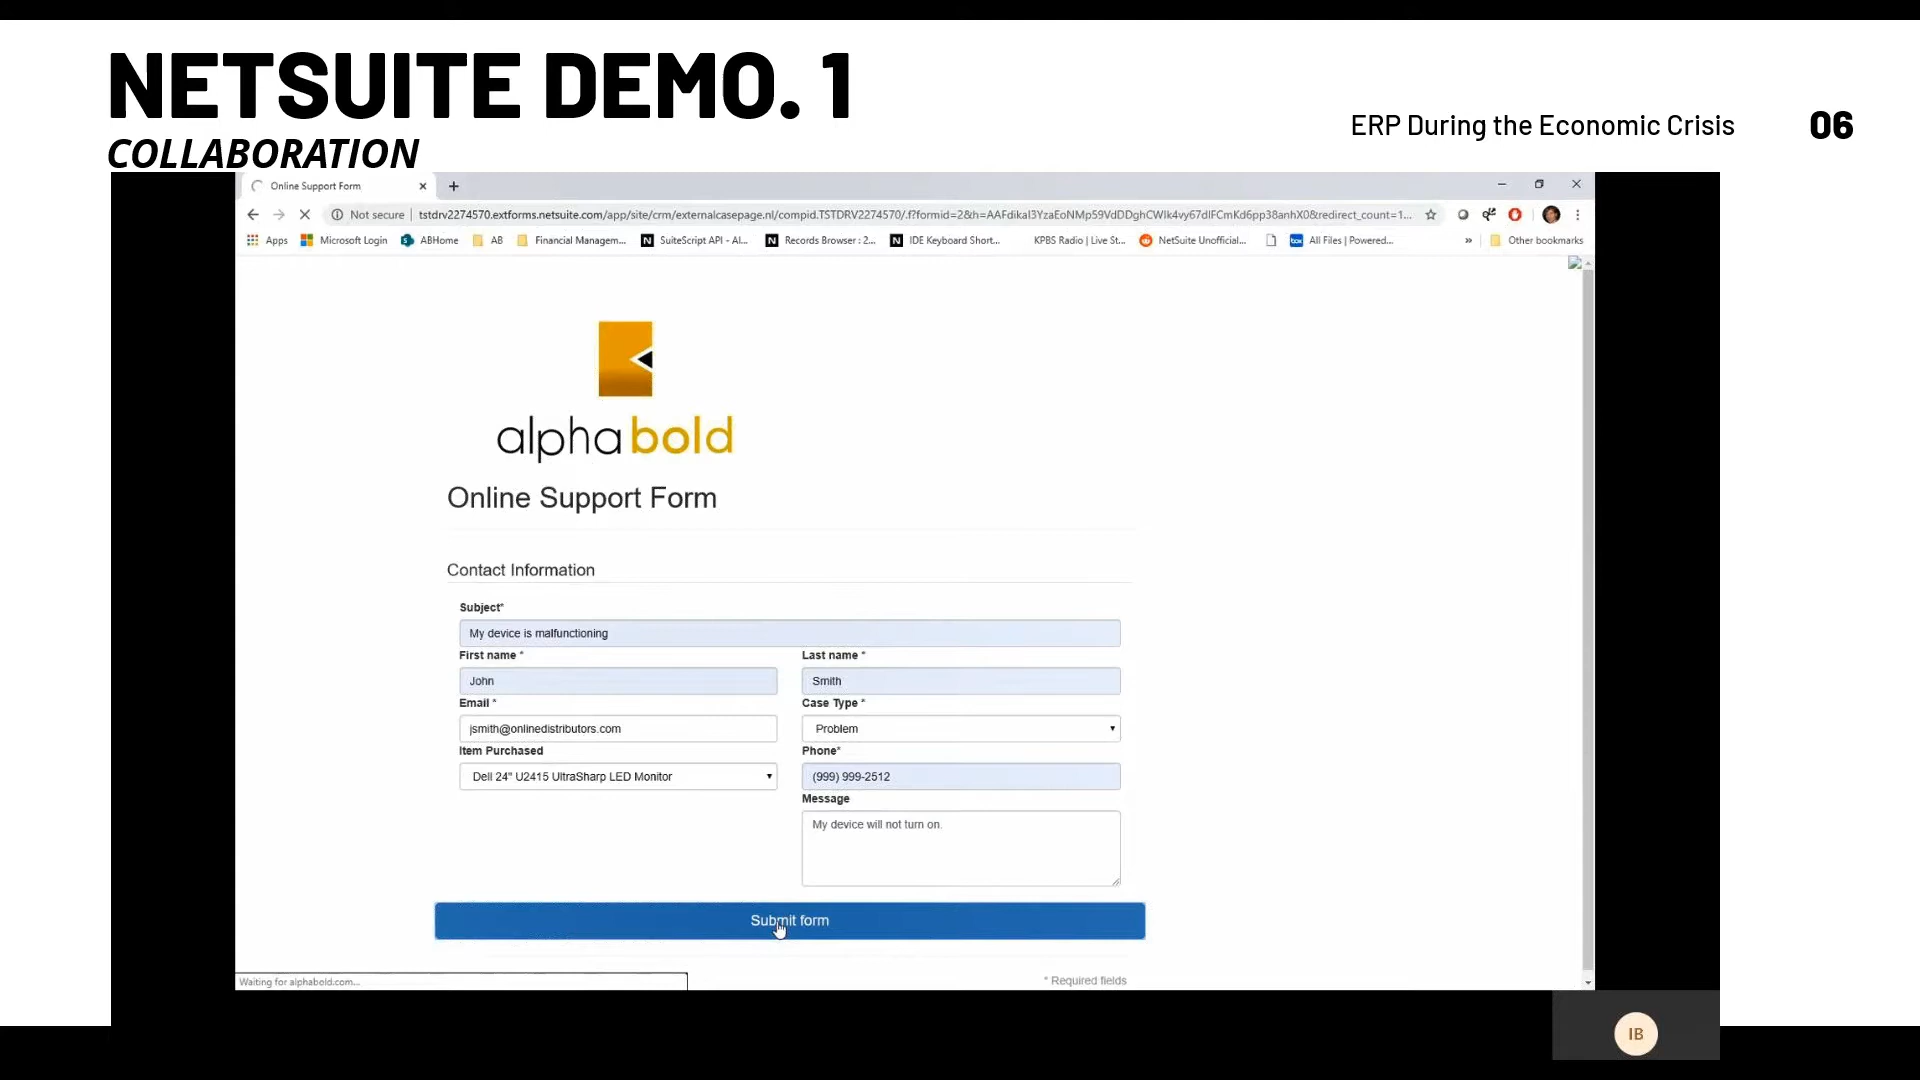 NETSUITE DEMO. 1
COLLABORATION
ERP During the Economic Crisis 06
Online Support Form
Not secure
Apps Microsoft Login ABHome AB Financial Managem... SuiteScript API - Al... Records Browser : 2... IDE Keyboard Short... KPBS Radio | Live St... NetSuite Unofficial... All Files | Powered... » Other bookmarks
alphabold
Online Support Form
Contact Information
Subject*
My device is malfunctioning
First name * Last name *
John Smith
Email * Case Type *
jsmith@onlinedistributors.com Problem
Item Purchased Phone*
Dell 24" U2415 UltraSharp LED Monitor (999) 999-2512
Message
My device will not turn on.
Submit form
Waiting for alphabold.com...
* Required fields
IB